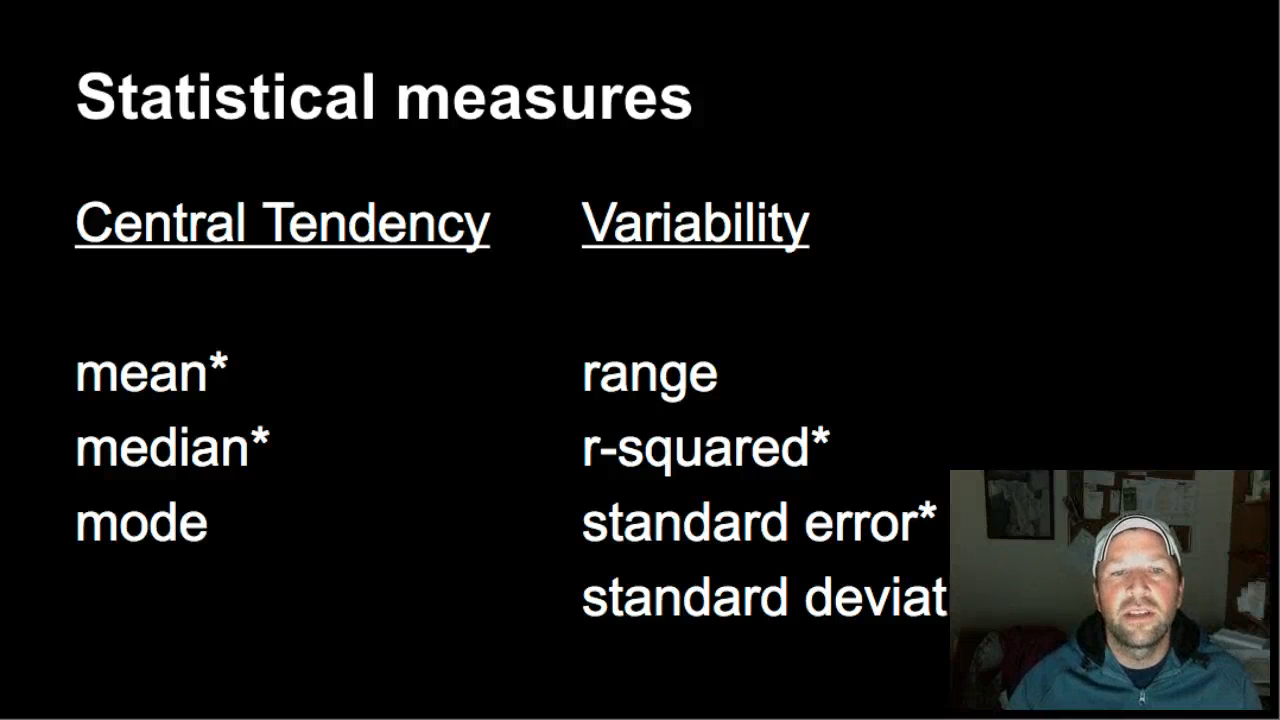 Statistical measures
Central Tendency
mean*
median*
mode
Variability
range
r-squared*
standard error*
standard deviat